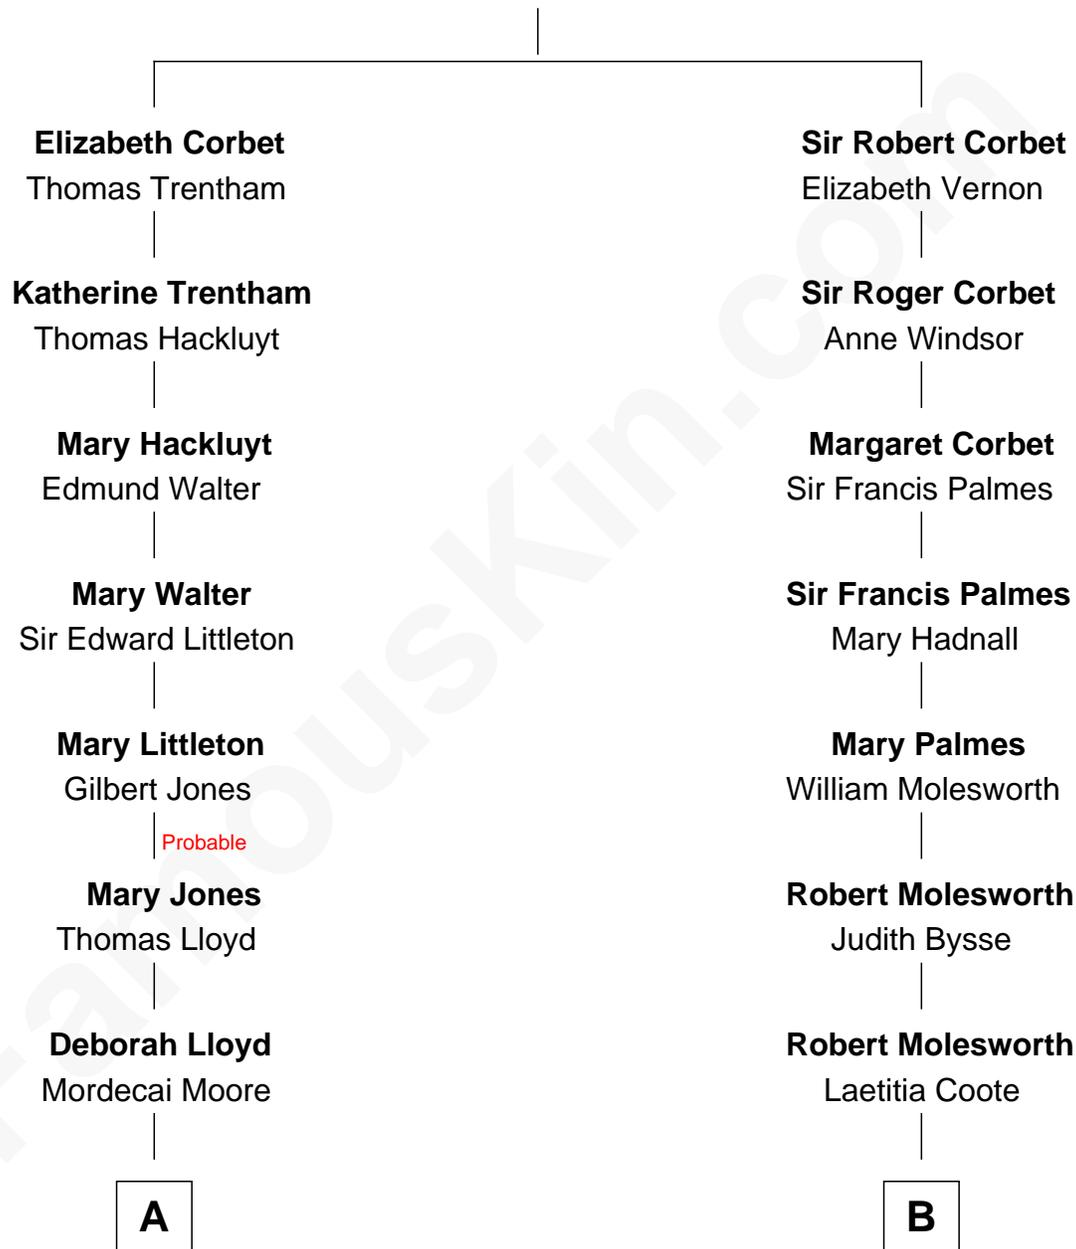 Elizabeth Corbet
Thomas Trentham
Katherine Trentham
Thomas Hackluyt
Mary Hackluyt
Edmund Walter
Mary Walter
Sir Edward Littleton
Mary Littleton
Gilbert Jones
Probable
Mary Jones
Thomas Lloyd
Deborah Lloyd
Mordecai Moore
A
Sir Robert Corbet
Elizabeth Vernon
Sir Roger Corbet
Anne Windsor
Margaret Corbet
Sir Francis Palmes
Sir Francis Palmes
Mary Hadnall
Mary Palmes
William Molesworth
Robert Molesworth
Judith Bysse
Robert Molesworth
Laetitia Coote
B
FamousKin.com